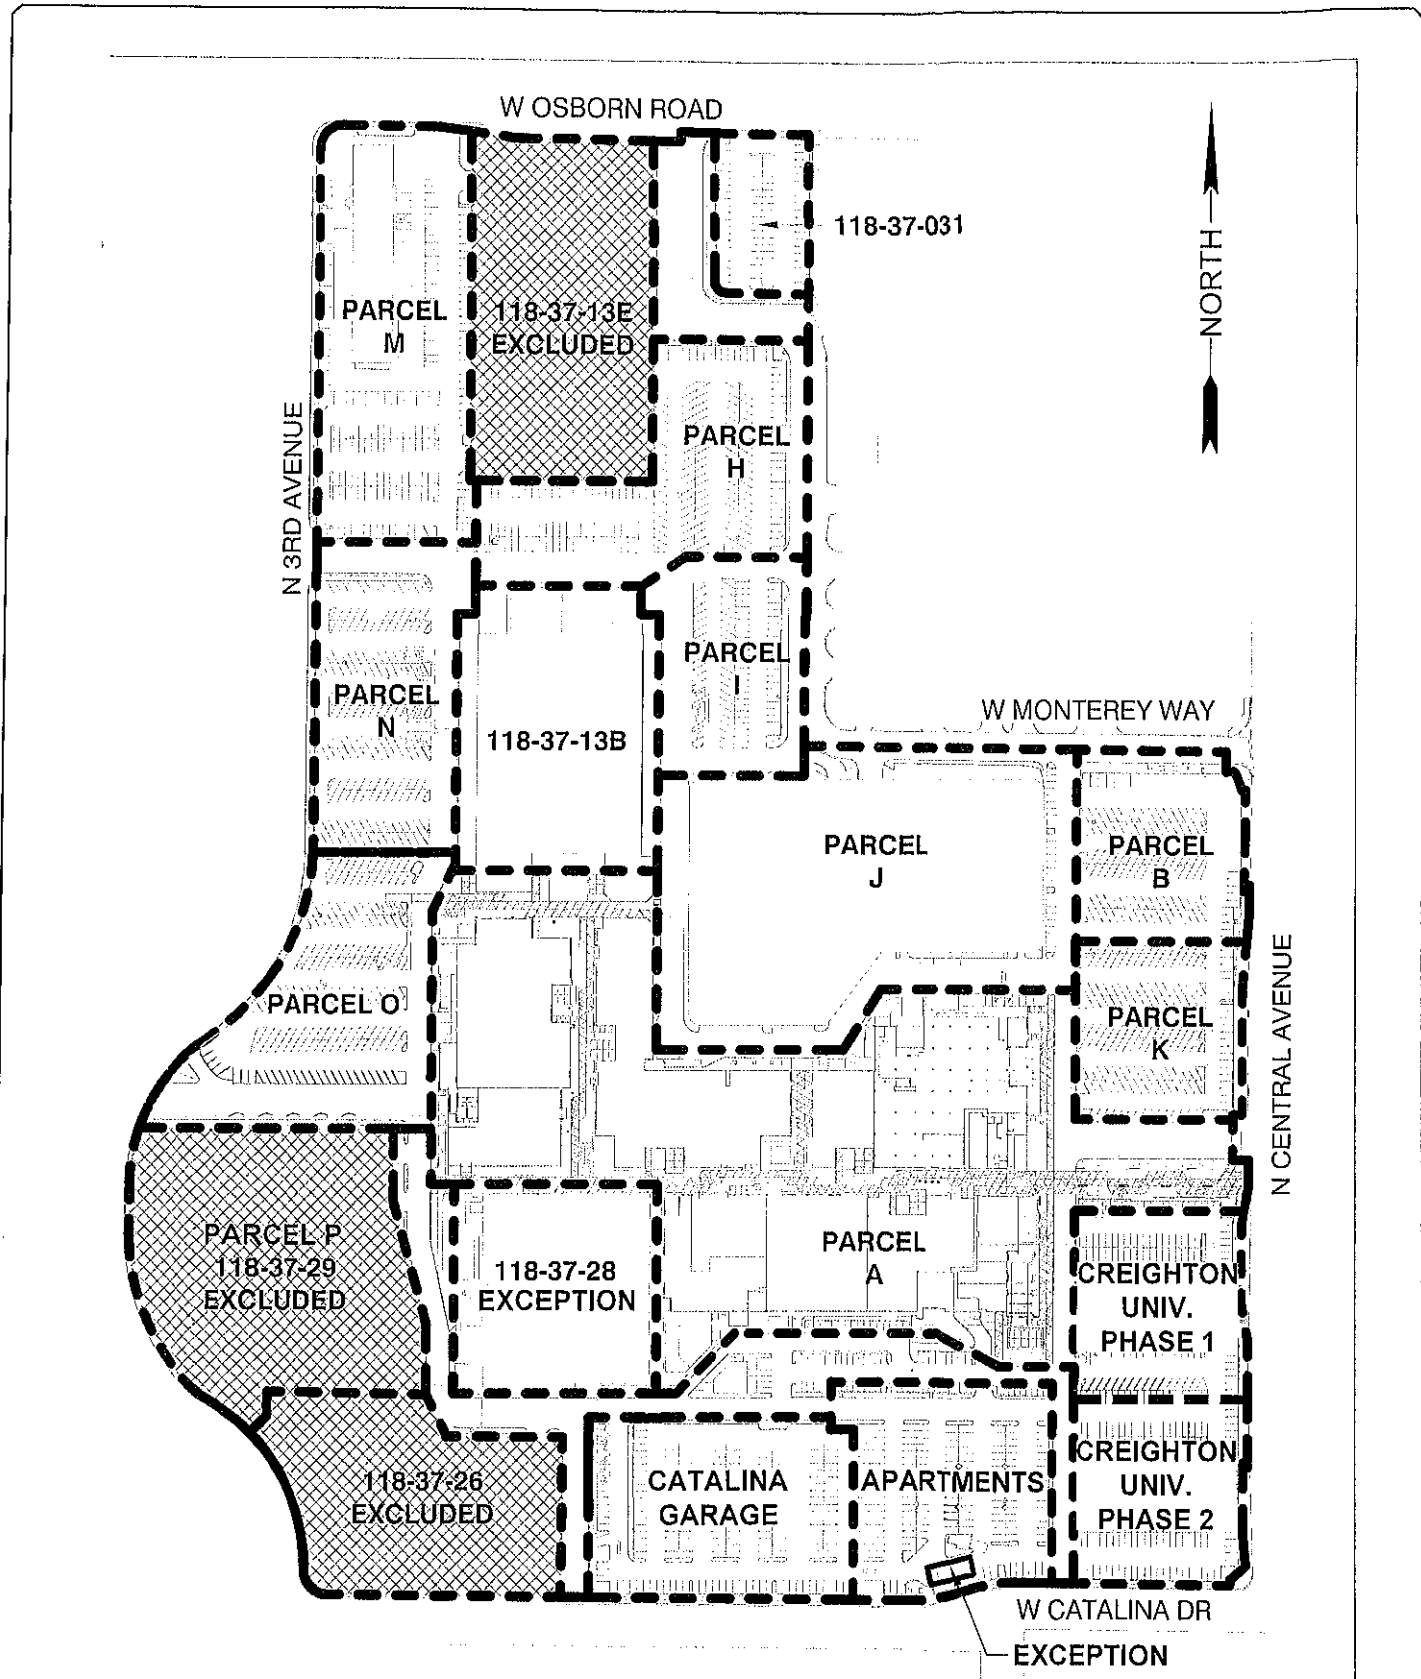 W OSBORN ROAD
118-37-031
NORTH
PARCEL
M
118-37-13E
EXCLUDED
N 3RD AVENUE
PARCEL
H
PARCEL
I
PARCEL
N
118-37-13B
W MONTEREY WAY
PARCEL
J
PARCEL
B
PARCEL O
PARCEL
K
N CENTRAL AVENUE
PARCEL P
118-37-29
EXCLUDED
118-37-28
EXCEPTION
PARCEL
A
CREIGHTON
UNIV.
PHASE 1
118-37-26
EXCLUDED
CATALINA
GARAGE
APARTMENTS
CREIGHTON
UNIV.
PHASE 2
W CATALINA DR
EXCEPTION